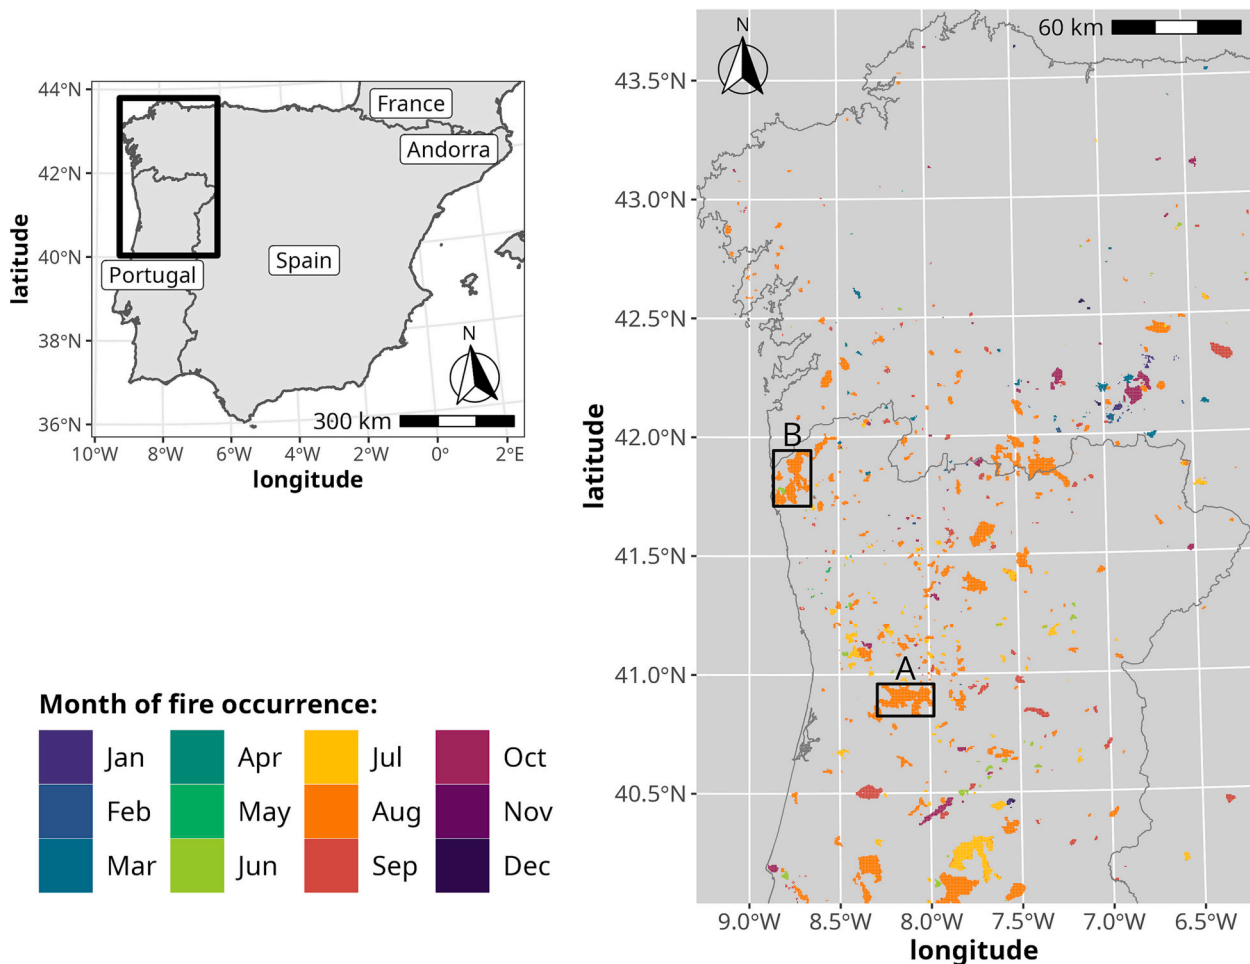 44°N
42°N
40°N
38°N
36°N
latitude
France
Andorra
Spain
Portugal
N
300 km
10°W
8°W
6°W
4°W
2°W
0°
2°E
longitude
Month of fire occurrence:
Jan
Apr
Jul
Oct
Feb
May
Aug
Nov
Mar
Jun
Sep
Dec
N
60 km
43.5°N
43.0°N
42.5°N
42.0°N
41.5°N
41.0°N
40.5°N
latitude
B
A
9.0°W
8.5°W
8.0°W
7.5°W
7.0°W
6.5°W
longitude